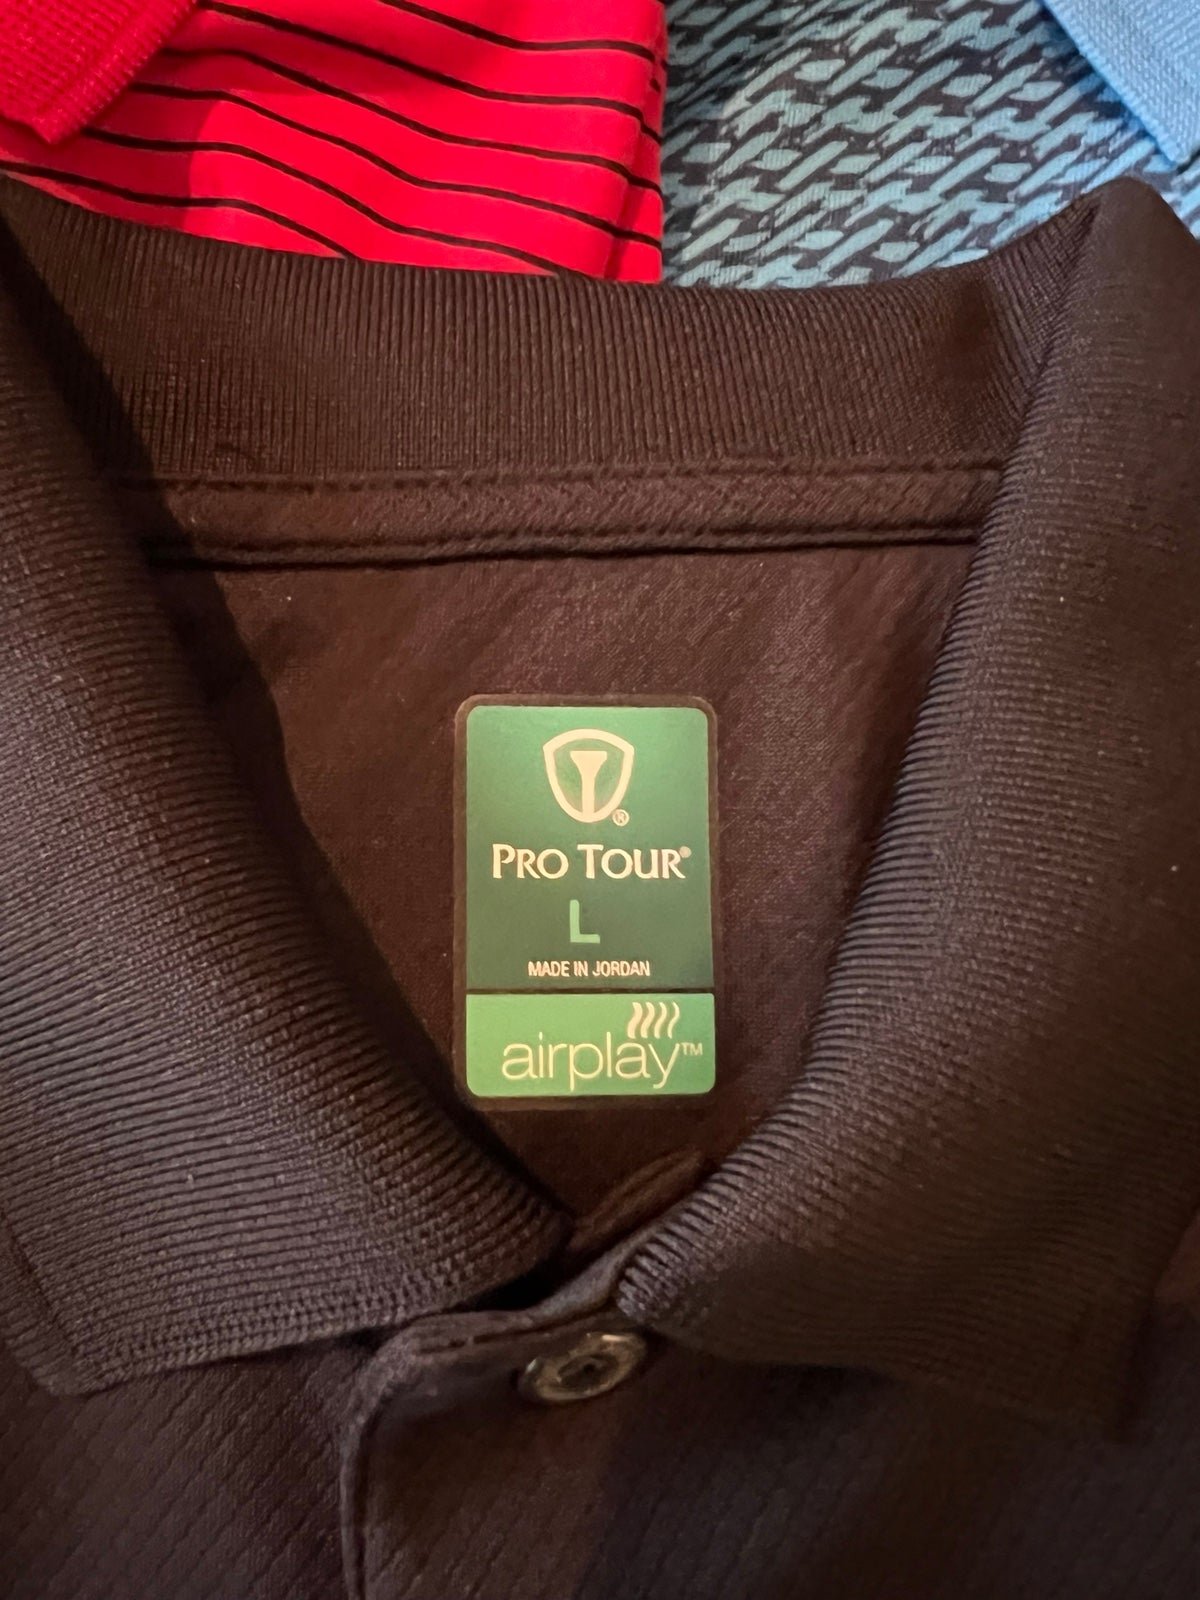 ®
PRO TOUR®
L
MADE IN JORDAN
airplay™